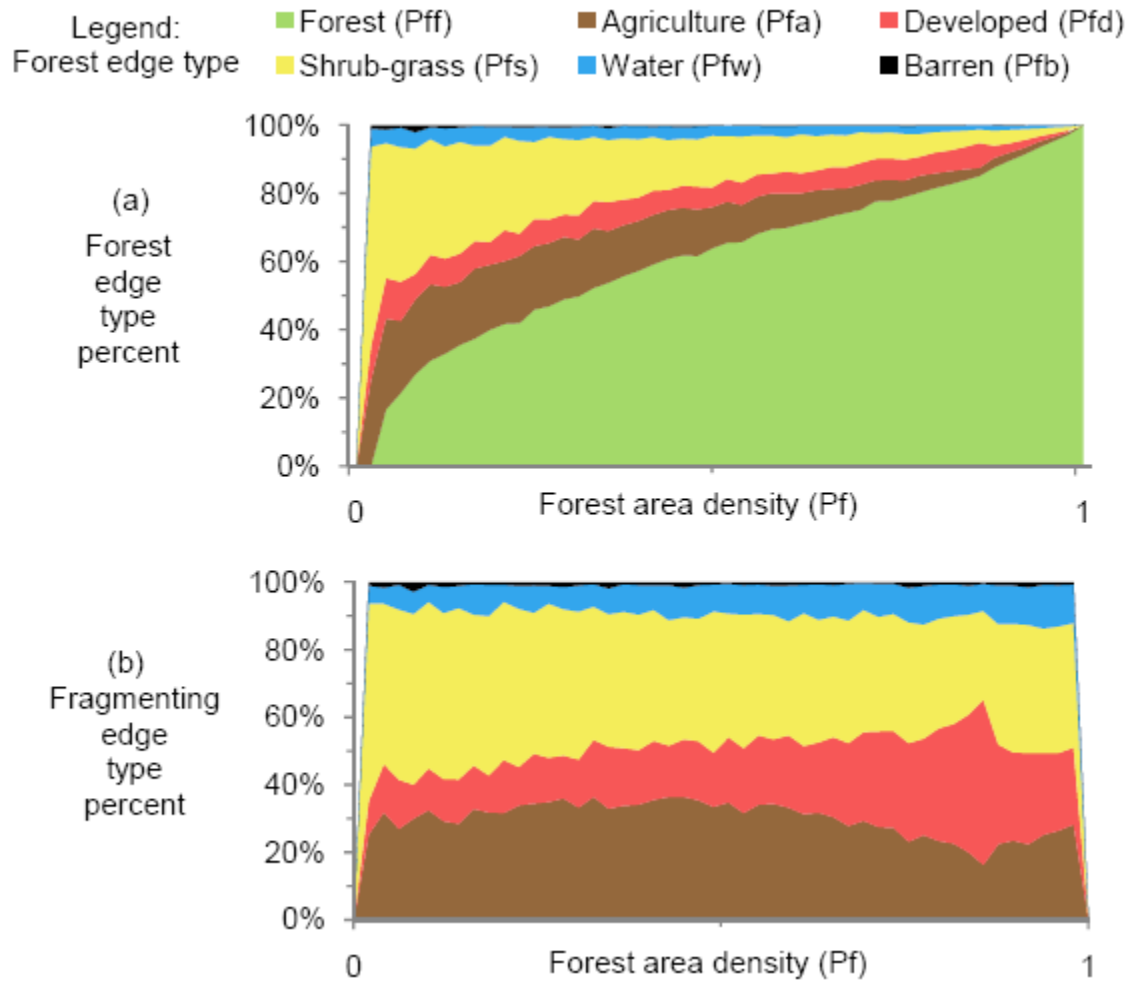 Legend:
Forest edge type
Forest (Pff)
Agriculture (Pfa)
Developed (Pfd)
Shrub-grass (Pfs)
Water (Pfw)
Barren (Pfb)
(a)
Forest
edge
type
percent
100%
80%
60%
40%
20%
0%
0
Forest area density (Pf)
1
(b)
Fragmenting
edge
type
percent
100%
80%
60%
40%
20%
0%
0
Forest area density (Pf)
1